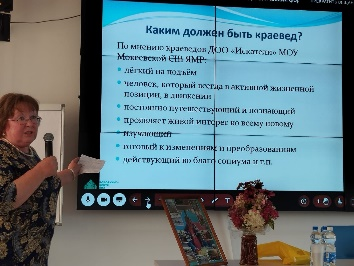 Каким должен быть краевед?
По мнению краеведов ДОО «Искатели» МОУ
Мокеевской СШ ЯМР:
лёгкий на подъём
человек, который всегда в активной жизненной
позиции, в движении
постоянно путешествующий и познающий
проявляет живой интерес ко всему новому
изучающий
готовый к изменениям и преобразованиям
действующий во благо социума и т.п.